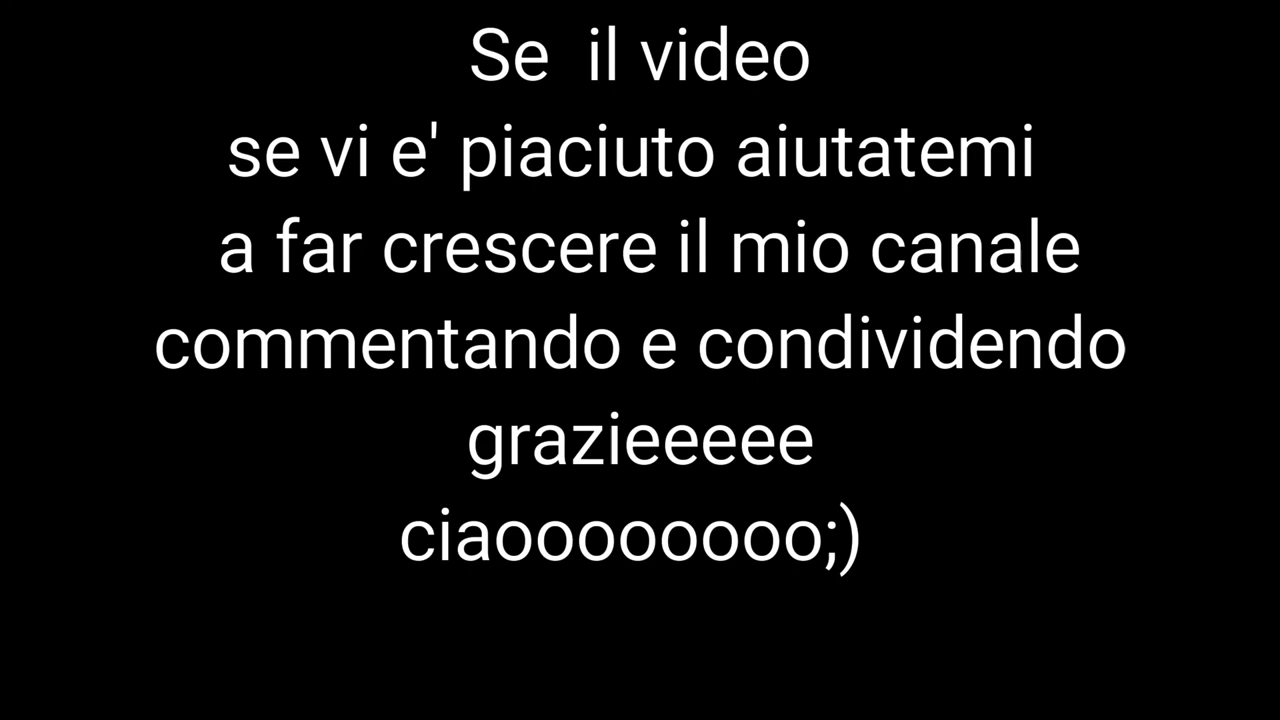 Se  il video
se vi e' piaciuto aiutatemi
a far crescere il mio canale
commentando e condividendo
grazieeeee
ciaoooooooo;)